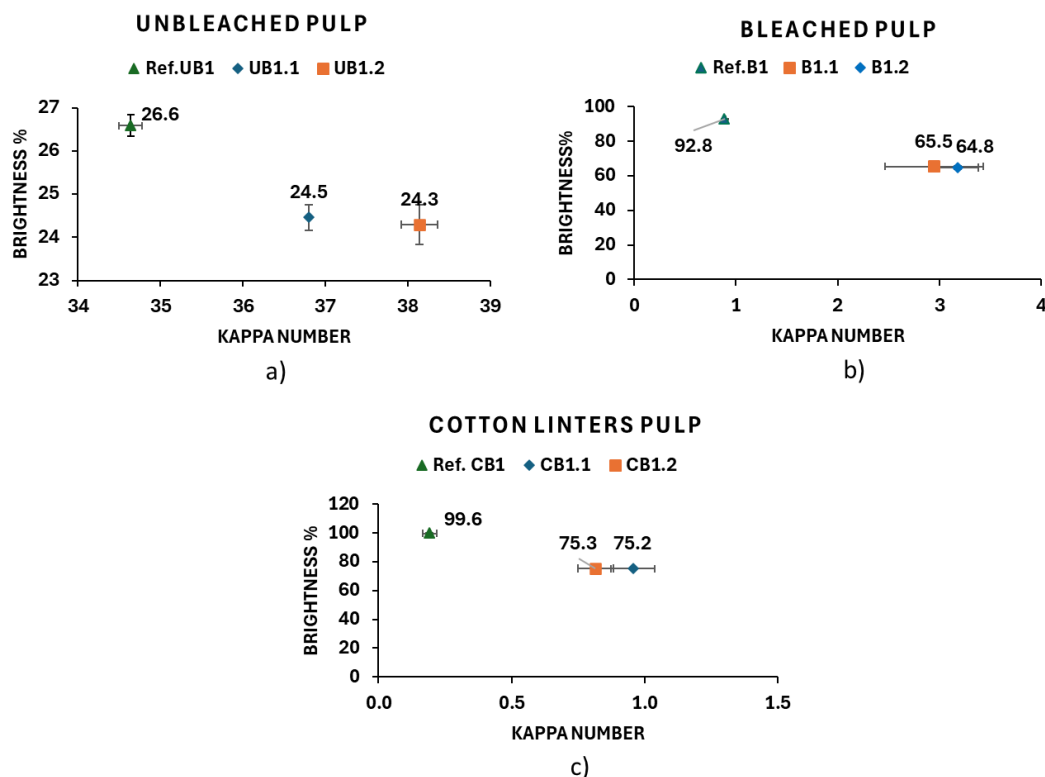 UNBLEACHED PULP
Ref.UB1 UB1.1 UB1.2
BRIGHTNESS %
27
26
25
24
23
26.6
24.5
24.3
34 35 36 37 38 39
KAPPA NUMBER
a)
BLEACHED PULP
Ref.B1 B1.1 B1.2
BRIGHTNESS%
100
80
60
40
20
0
92.8
65.5 64.8
0 1 2 3 4
KAPPA NUMBER
b)
COTTON LINTERS PULP
Ref. CB1 CB1.1 CB1.2
BRIGHTNESS %
120
100
80
60
40
20
0
99.6
75.3 75.2
0.0 0.5 1.0 1.5
KAPPA NUMBER
c)